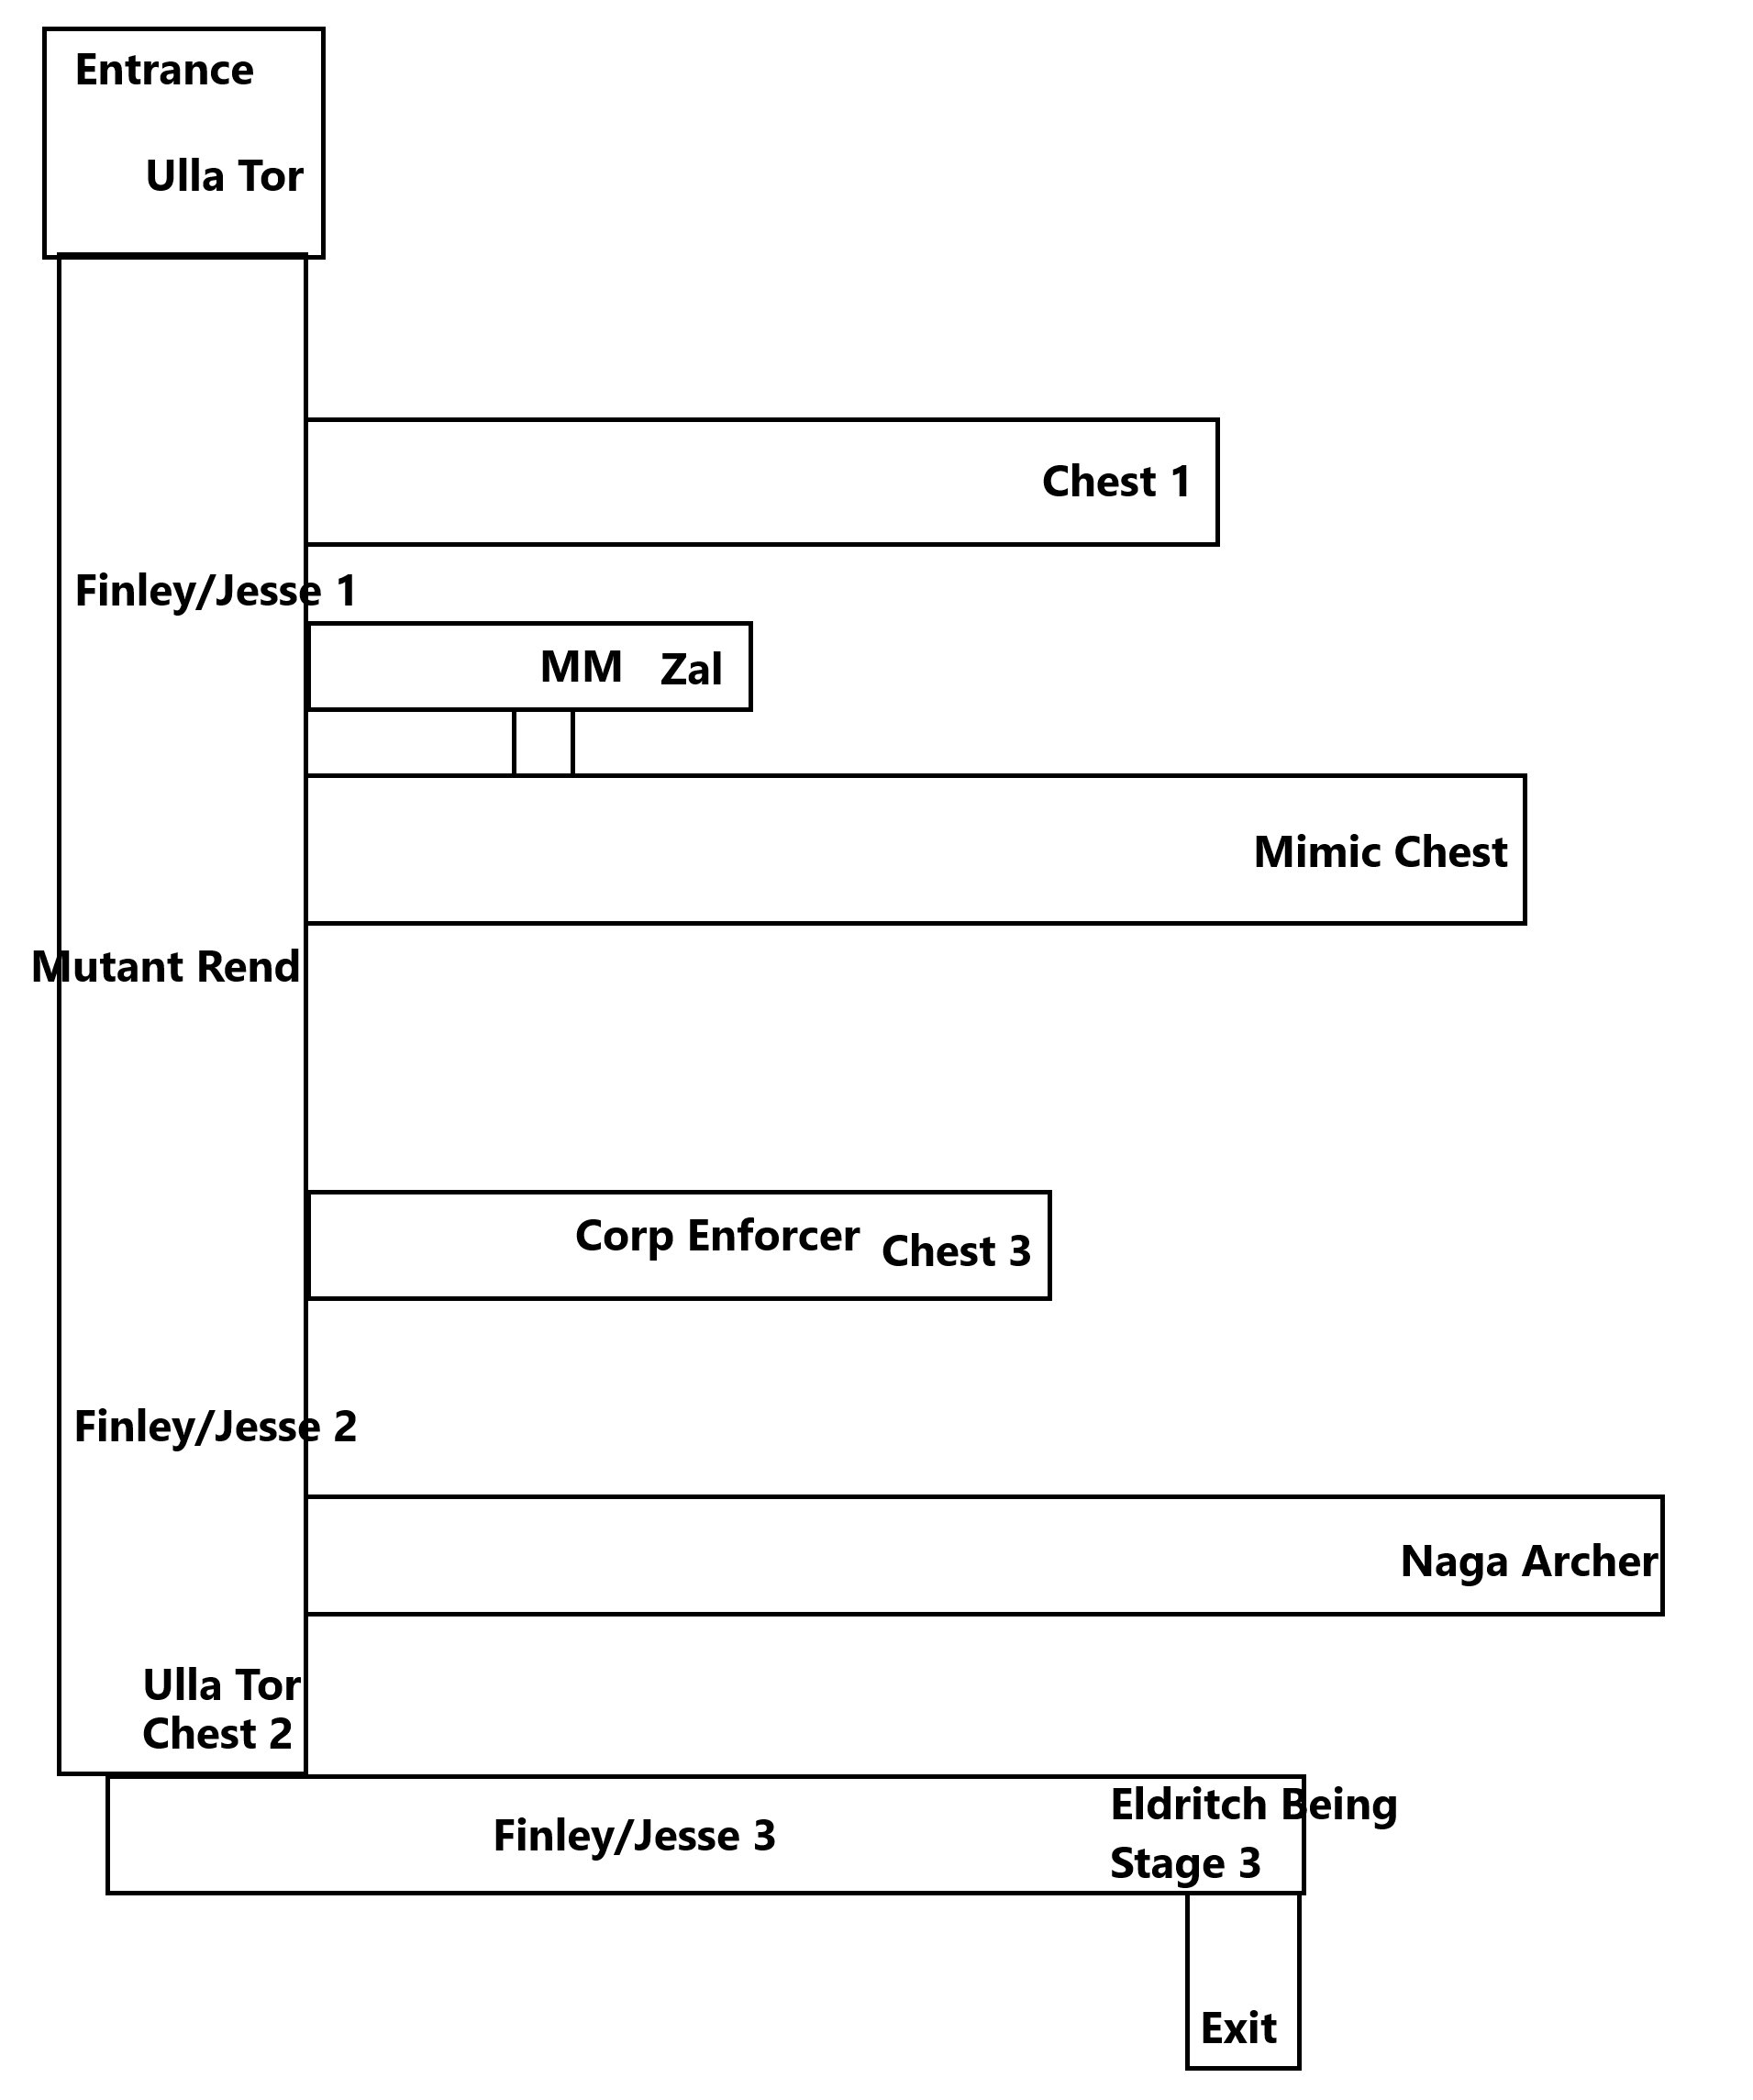 Entrance
Ulla Tor
Chest 1
Finley/Jesse 1
MM
Zal
Mimic Chest
Mutant Rend
Corp Enforcer
Chest 3
Finley/Jesse 2
Naga Archer
Ulla Tor
Chest 2
Eldritch Being
Stage 3
Finley/Jesse 3
Exit